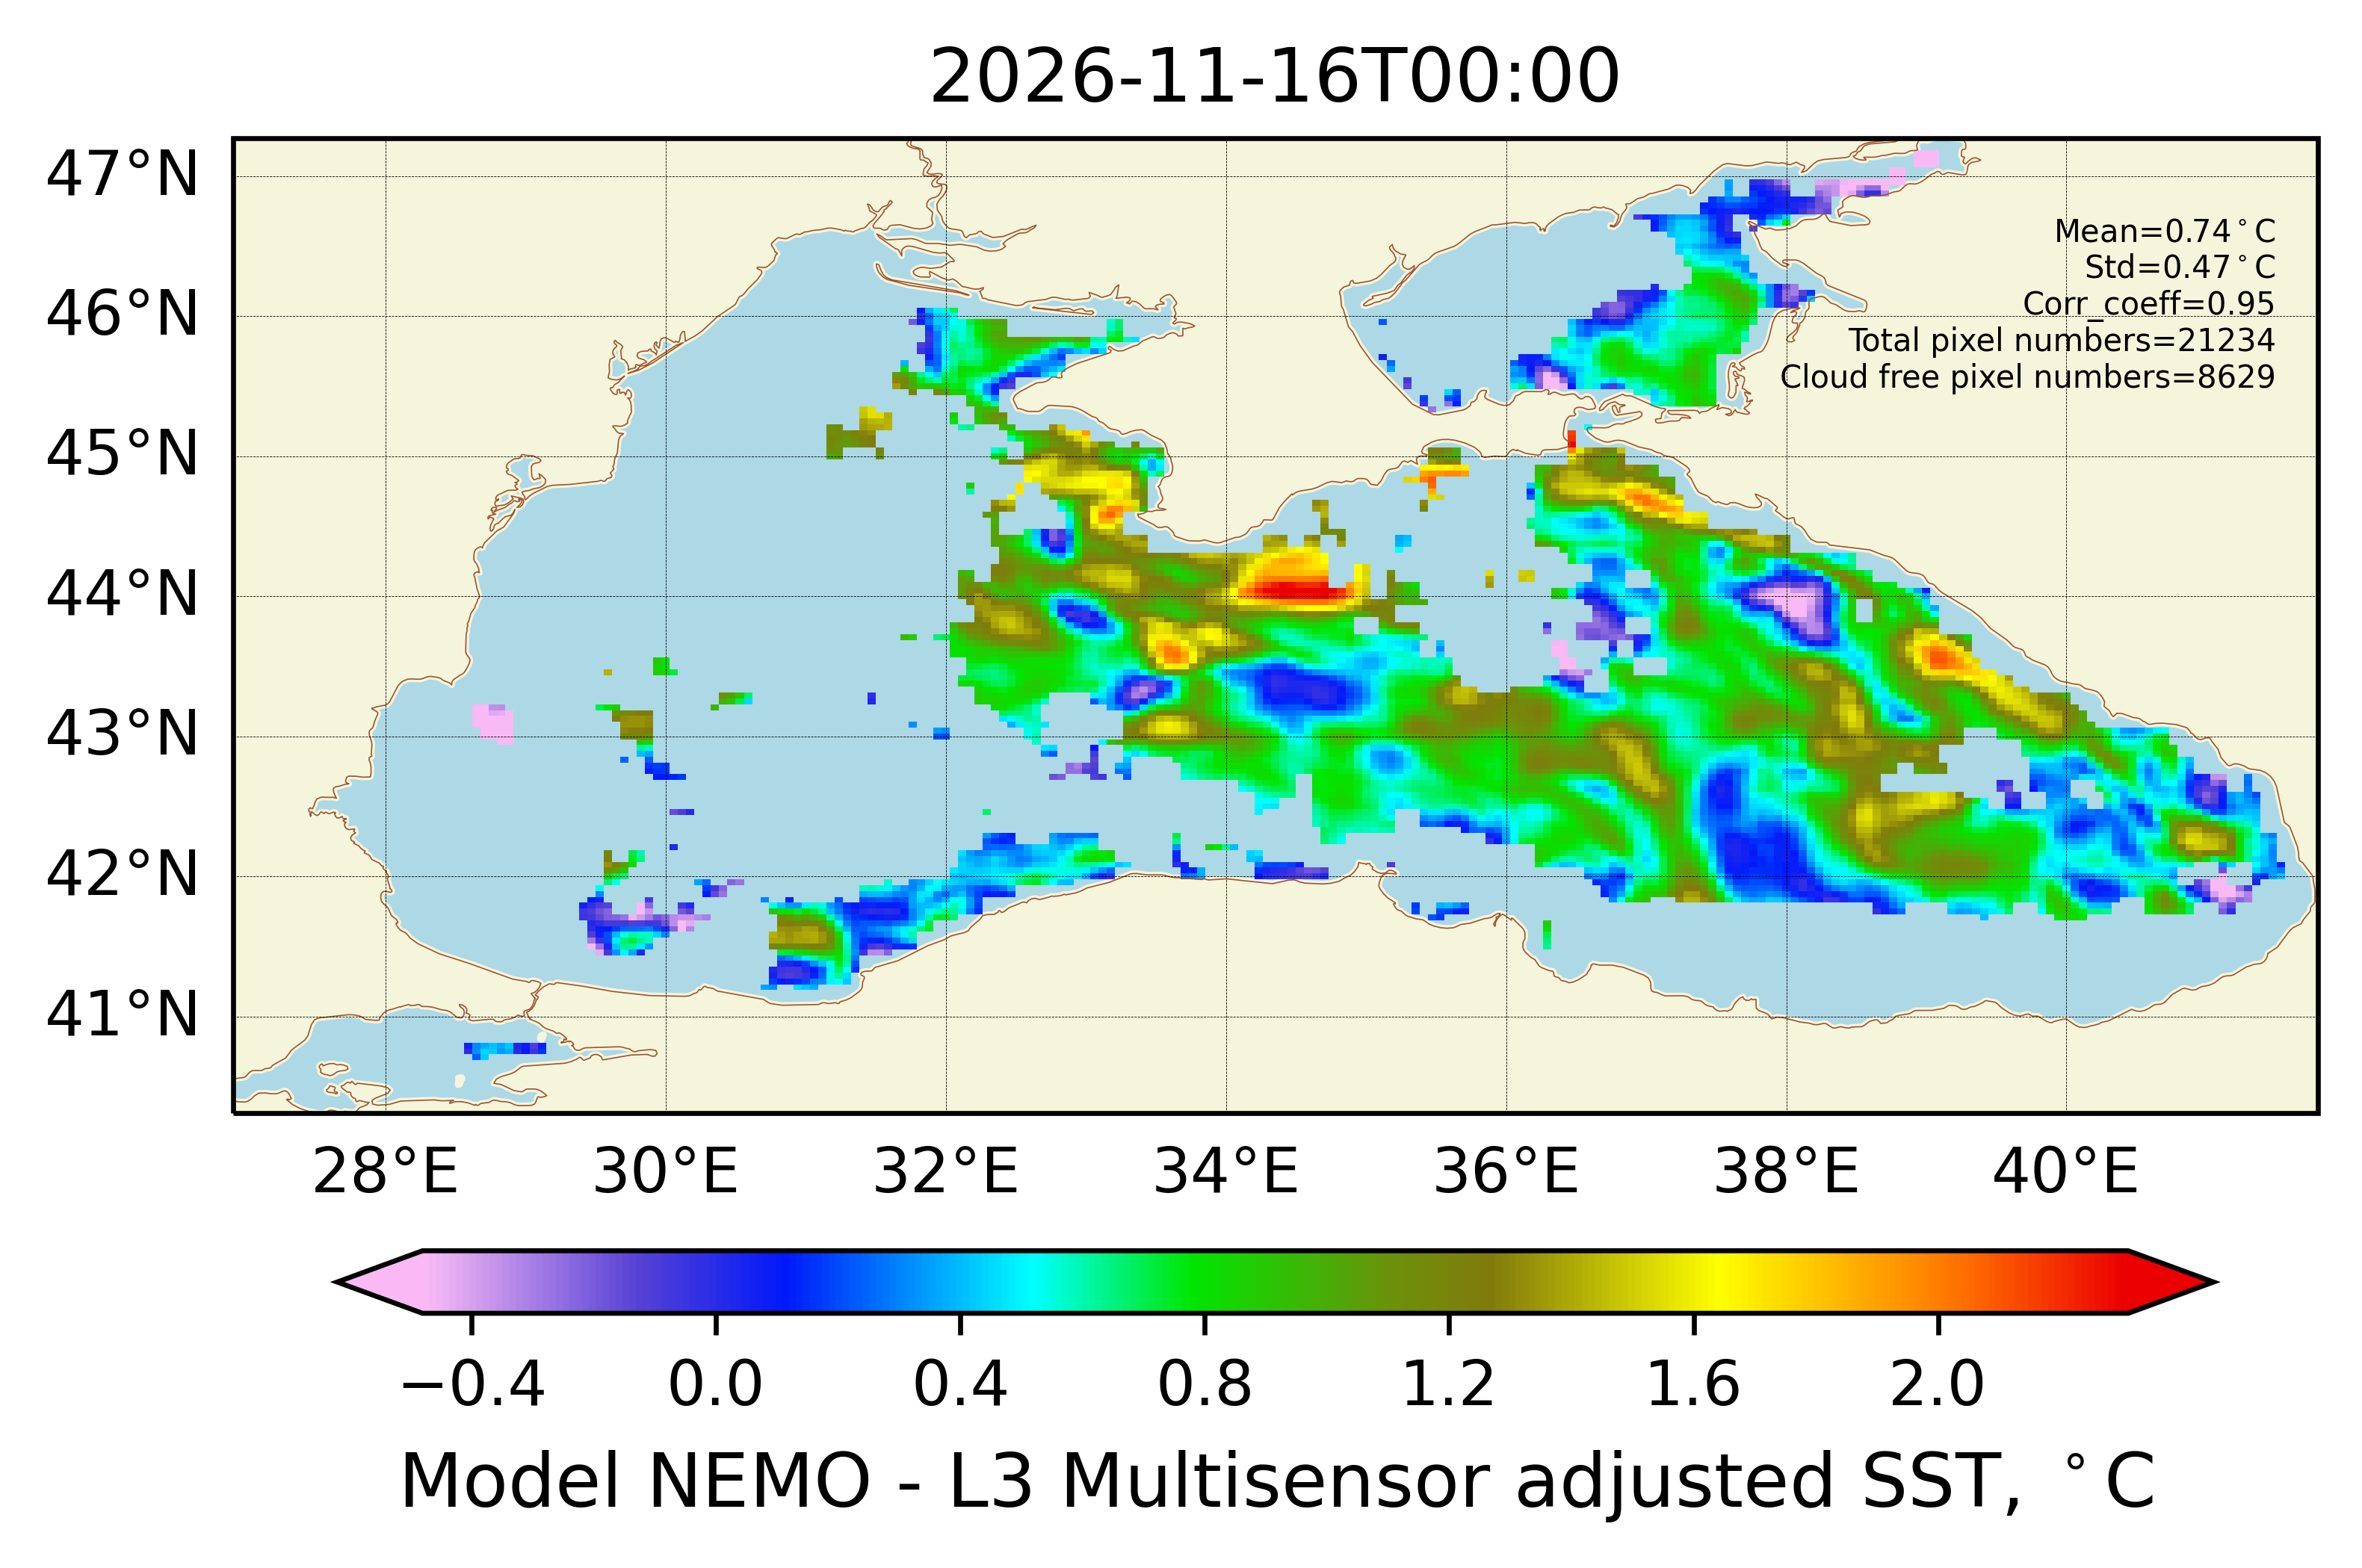 2026-11-16T00:00
47°N
46°N
45°N
44°N
43°N
42°N
41°N
Mean=0.74°C
Std=0.47°C
Corr_coeff=0.95
Total pixel numbers=21234
Cloud free pixel numbers=8629
28°E 30°E 32°E 34°E 36°E 38°E 40°E
−0.4 0.0 0.4 0.8 1.2 1.6 2.0
Model NEMO - L3 Multisensor adjusted SST, °C